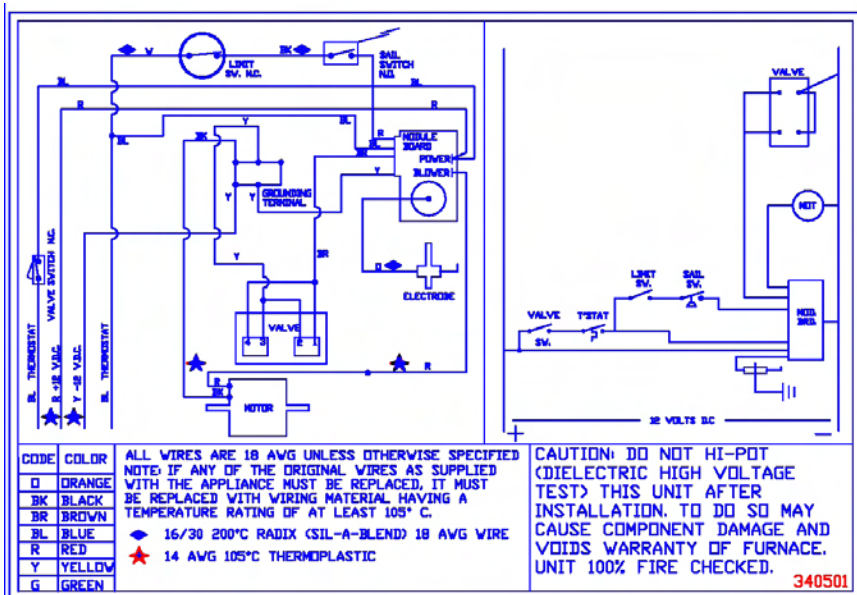 W
LIMIT
SW. N.C.
BK
SAIL
SWITCH
N.O.
BL
BL
R
R
BL
BK
Y
BL
R
BL
BR
Y
MODULE
BOARD
POWER
BLOWER
GROUNDING
TERMINAL
Y
Y
Y
BR
O
ELECTRODE
VALVE
4 3 2 1
R
R
BK
MOTOR
BL THERMOSTAT
R +12 V.D.C.
VALVE SWITCH N.C.
Y -12 V.D.C.
BL THERMOSTAT
VALVE
MOT
LIMIT
SW.
SAIL
SW.
VALVE
SW.
T'STAT
MOD.
BRD.
12 VOLTS DC
+ −
CODE COLOR
O ORANGE
BK BLACK
BR BROWN
BL BLUE
R RED
Y YELLOW
G GREEN
ALL WIRES ARE 18 AWG UNLESS OTHERWISE SPECIFIED
NOTE: IF ANY OF THE ORIGINAL WIRES AS SUPPLIED
WITH THE APPLIANCE MUST BE REPLACED, IT MUST
BE REPLACED WITH WIRING MATERIAL HAVING A
TEMPERATURE RATING OF AT LEAST 105° C.
16/30 200°C RADIX (SIL-A-BLEND) 18 AWG WIRE
14 AWG 105°C THERMOPLASTIC
CAUTION: DO NOT HI-POT
(DIELECTRIC HIGH VOLTAGE
TEST) THIS UNIT AFTER
INSTALLATION. TO DO SO MAY
CAUSE COMPONENT DAMAGE AND
VOIDS WARRANTY OF FURNACE.
UNIT 100% FIRE CHECKED.
340501